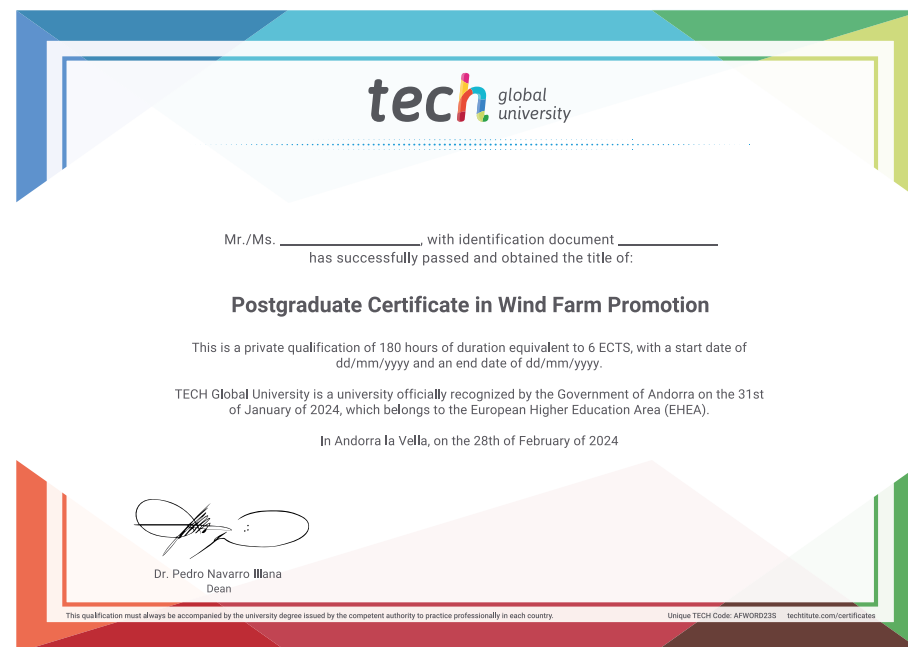 tech global university
Mr./Ms. ____________________, with identification document ______________
has successfully passed and obtained the title of:
Postgraduate Certificate in Wind Farm Promotion
This is a private qualification of 180 hours of duration equivalent to 6 ECTS, with a start date of
dd/mm/yyyy and an end date of dd/mm/yyyy.
TECH Global University is a university officially recognized by the Government of Andorra on the 31st
of January of 2024, which belongs to the European Higher Education Area (EHEA).
In Andorra la Vella, on the 28th of February of 2024
Dr. Pedro Navarro Illana
Dean
This qualification must always be accompanied by the university degree issued by the competent authority to practice professionally in each country.
Unique TECH Code: AFWORD23S techtitute.com/certificates